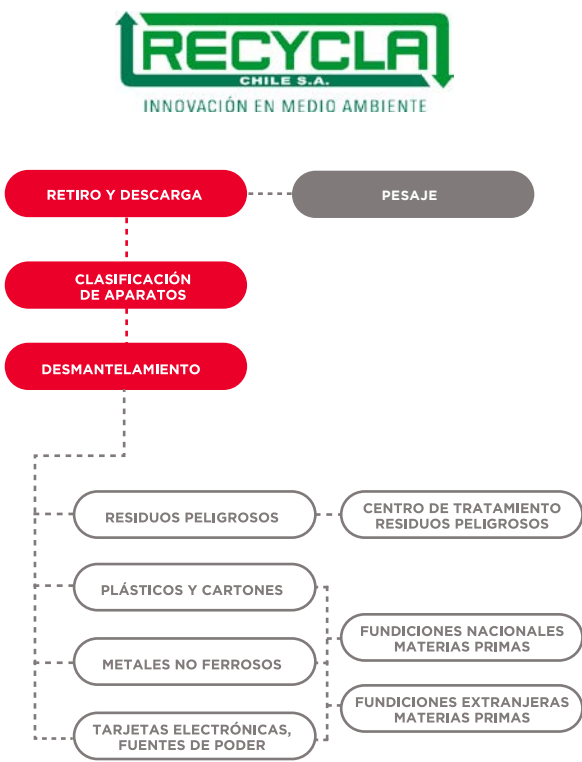 RECYCLA
CHILE S.A.
INNOVACIÓN EN MEDIO AMBIENTE
RETIRO Y DESCARGA
PESAJE
CLASIFICACIÓN
DE APARATOS
DESMANTELAMIENTO
RESIDUOS PELIGROSOS
CENTRO DE TRATAMIENTO
RESIDUOS PELIGROSOS
PLÁSTICOS Y CARTONES
FUNDICIONES NACIONALES
MATERIAS PRIMAS
METALES NO FERROSOS
FUNDICIONES EXTRANJERAS
MATERIAS PRIMAS
TARJETAS ELECTRÓNICAS,
FUENTES DE PODER